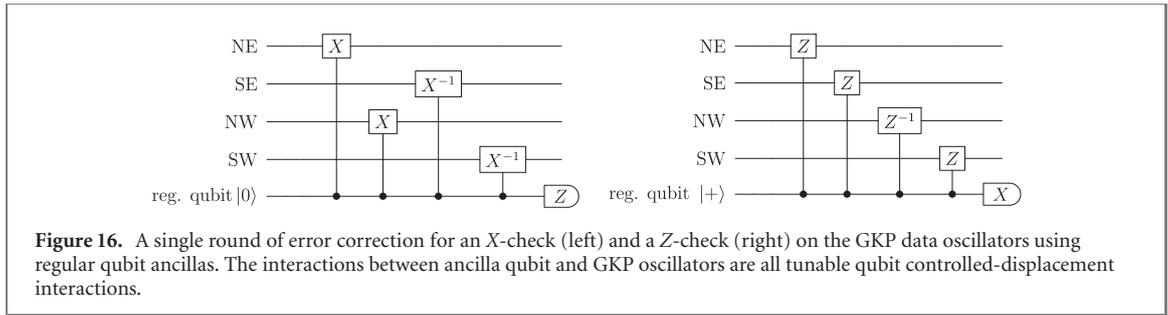 NE X
SE X⁻¹
NW X
SW X⁻¹
reg. qubit |0⟩ Z
NE Z
SE Z
NW Z⁻¹
SW Z
reg. qubit |+⟩ X
Figure 16. A single round of error correction for an X-check (left) and a Z-check (right) on the GKP data oscillators using
regular qubit ancillas. The interactions between ancilla qubit and GKP oscillators are all tunable qubit controlled-displacement
interactions.